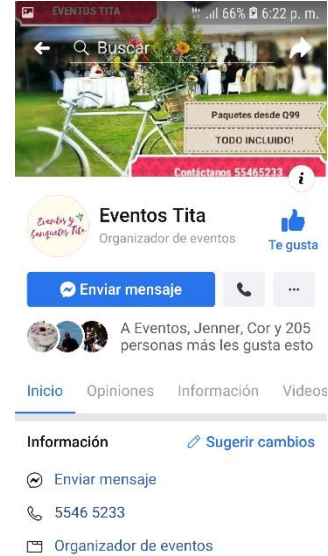 EVENTOS TITA
66% 6:22 p. m.
Buscar
Paquetes desde Q99
TODO INCLUIDO!
Contáctanos 55465233
Eventos y
Banquetes Tita
Eventos Tita
Organizador de eventos
Te gusta
Enviar mensaje
A Eventos, Jenner, Cor y 205
personas más les gusta esto
Inicio Opiniones Información Videos
Información Sugerir cambios
Enviar mensaje
5546 5233
Organizador de eventos